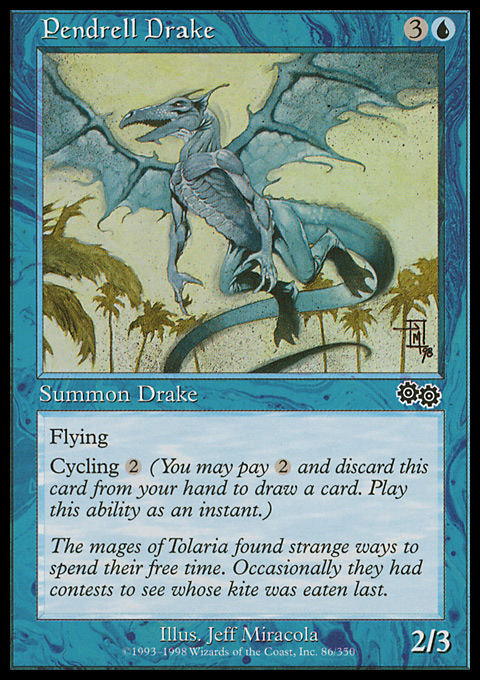 Pendrell Drake
3
Summon Drake
Flying
Cycling 2 (You may pay 2 and discard this
card from your hand to draw a card. Play
this ability as an instant.)
The mages of Tolaria found strange ways to
spend their free time. Occasionally they had
contests to see whose kite was eaten last.
Illus. Jeff Miracola
©1993-1998 Wizards of the Coast, Inc. 86/350
2/3